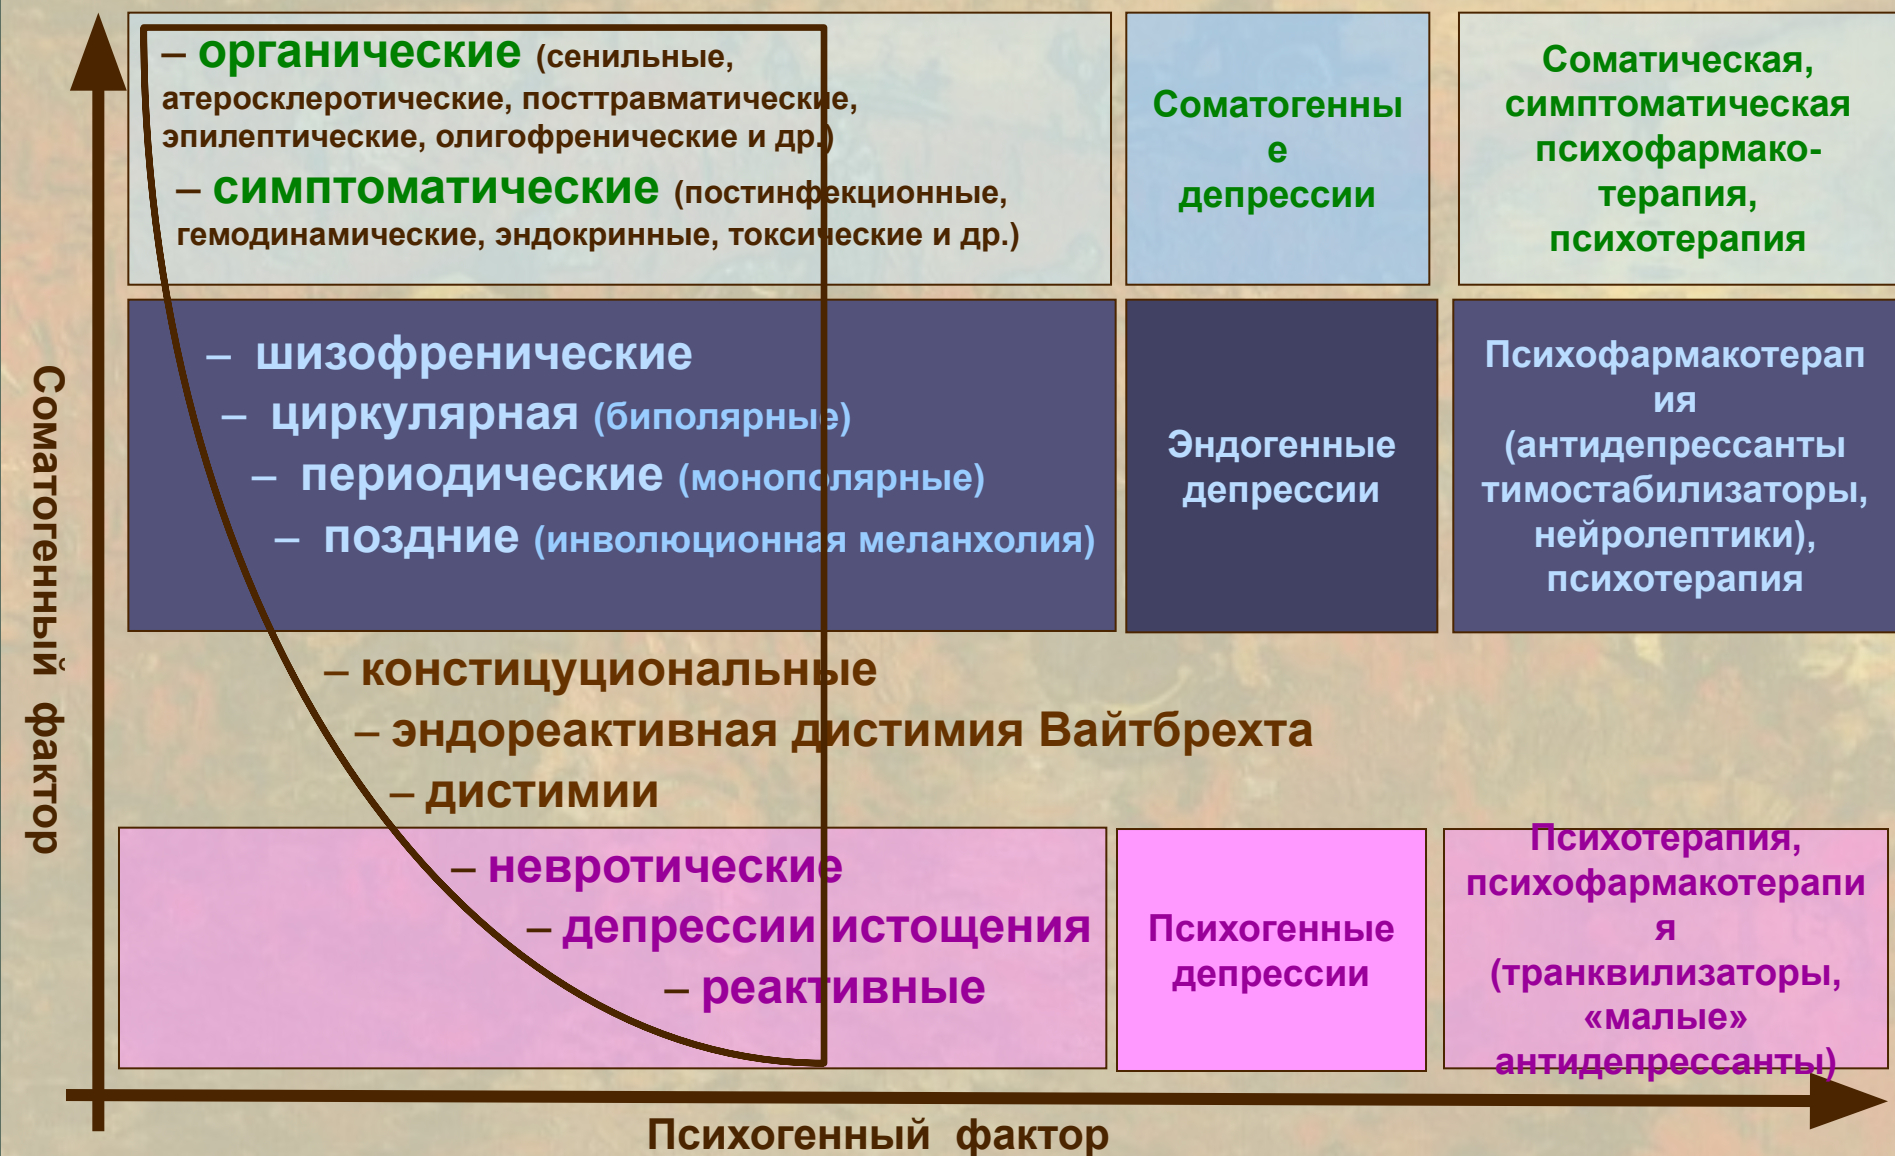 – органические (сенильные,
атеросклеротические, посттравматические,
эпилептические, олигофренические и др.)
– симптоматические (постинфекционные,
гемодинамические, эндокринные, токсические и др.)
Соматогенны
е
депрессии
Соматическая,
симптоматическая
психофармако-
терапия,
психотерапия
– шизофренические
– циркулярная (биполярные)
– периодические (монополярные)
– поздние (инволюционная меланхолия)
Эндогенные
депрессии
Психофармакотерап
ия
(антидепрессанты
тимостабилизаторы,
нейролептики),
психотерапия
– констицуциональные
– эндореактивная дистимия Вайтбрехта
– дистимии
– невротические
– депрессии истощения
– реактивные
Психогенные
депрессии
Психотерапия,
психофармакотерапи
я
(транквилизаторы,
«малые»
антидепрессанты)
Соматогенный фактор
Психогенный фактор